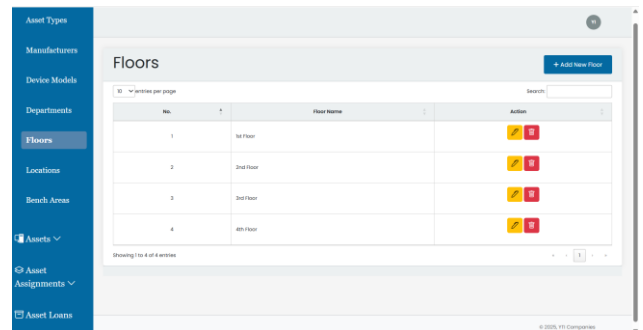 Asset Types
Manufacturers
Device Models
Departments
Floors
Locations
Bench Areas
Assets
Asset
Assignments
Asset Loans
YI
Floors
+ Add New Floor
10 entries per page
Search:
No. Floor Name Action
1 1st Floor
2 2nd Floor
3 3rd Floor
4 4th Floor
Showing 1 to 4 of 4 entries
« ‹ 1 › »
© 2025, YTI Companies